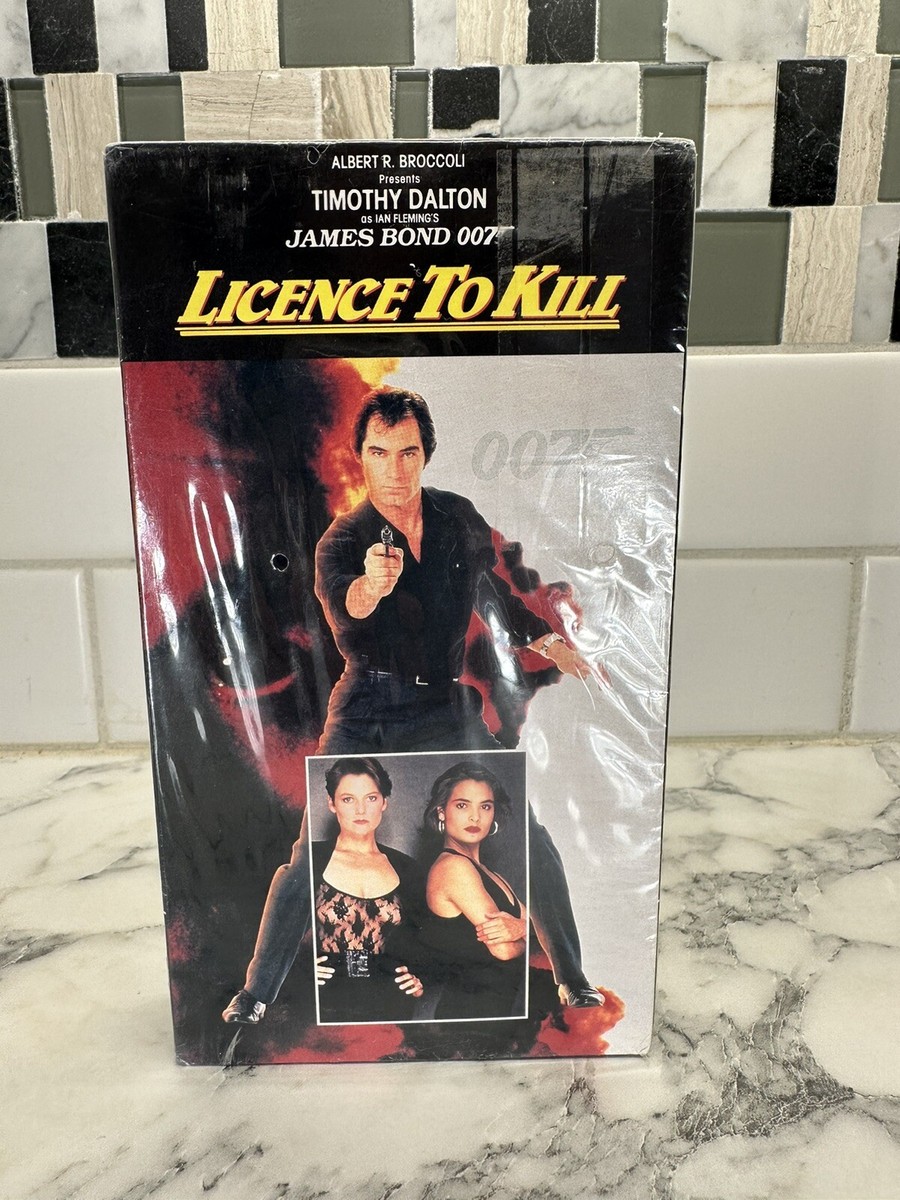 ALBERT R. BROCCOLI
Presents
TIMOTHY DALTON
as IAN FLEMING'S
JAMES BOND 007
LICENCE TO KILL
007